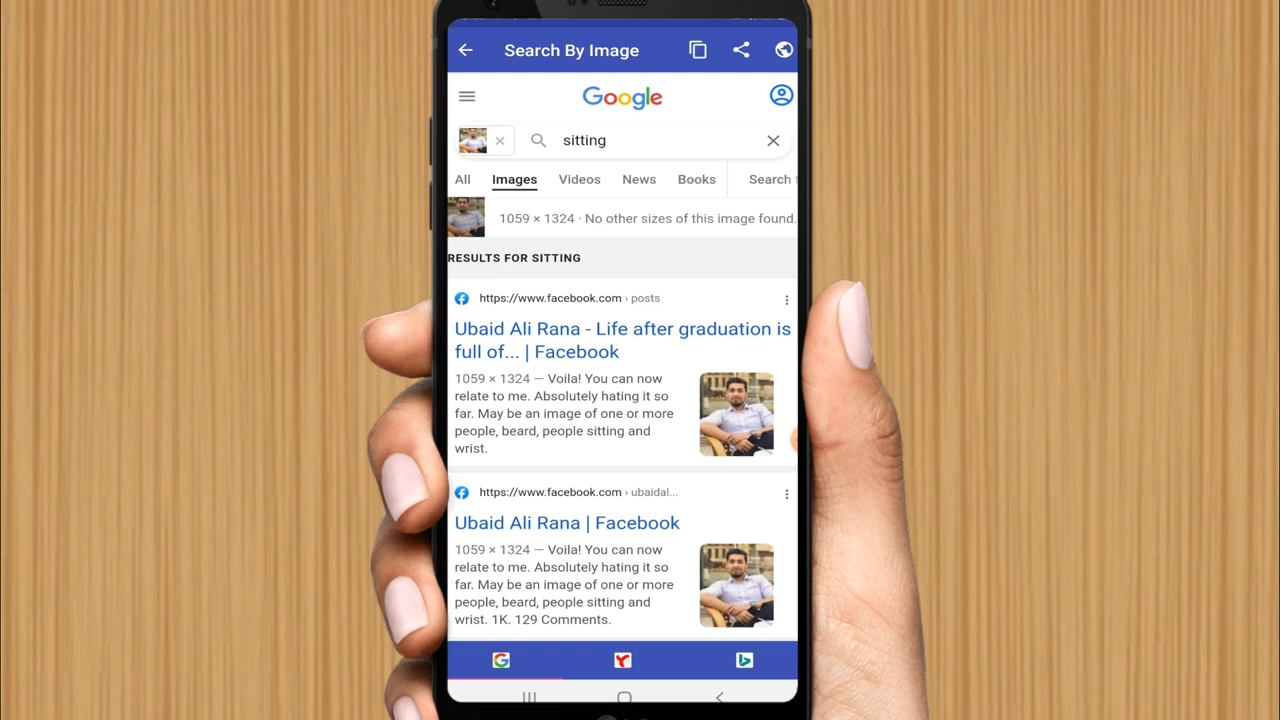 Search By Image
Google
sitting
All Images Videos News Books Search
1059 × 1324 · No other sizes of this image found.
RESULTS FOR SITTING
https://www.facebook.com › posts
Ubaid Ali Rana - Life after graduation is
full of... | Facebook
1059 × 1324 — Voila! You can now
relate to me. Absolutely hating it so
far. May be an image of one or more
people, beard, people sitting and
wrist.
https://www.facebook.com › ubaidal...
Ubaid Ali Rana | Facebook
1059 × 1324 — Voila! You can now
relate to me. Absolutely hating it so
far. May be an image of one or more
people, beard, people sitting and
wrist. 1K. 129 Comments.